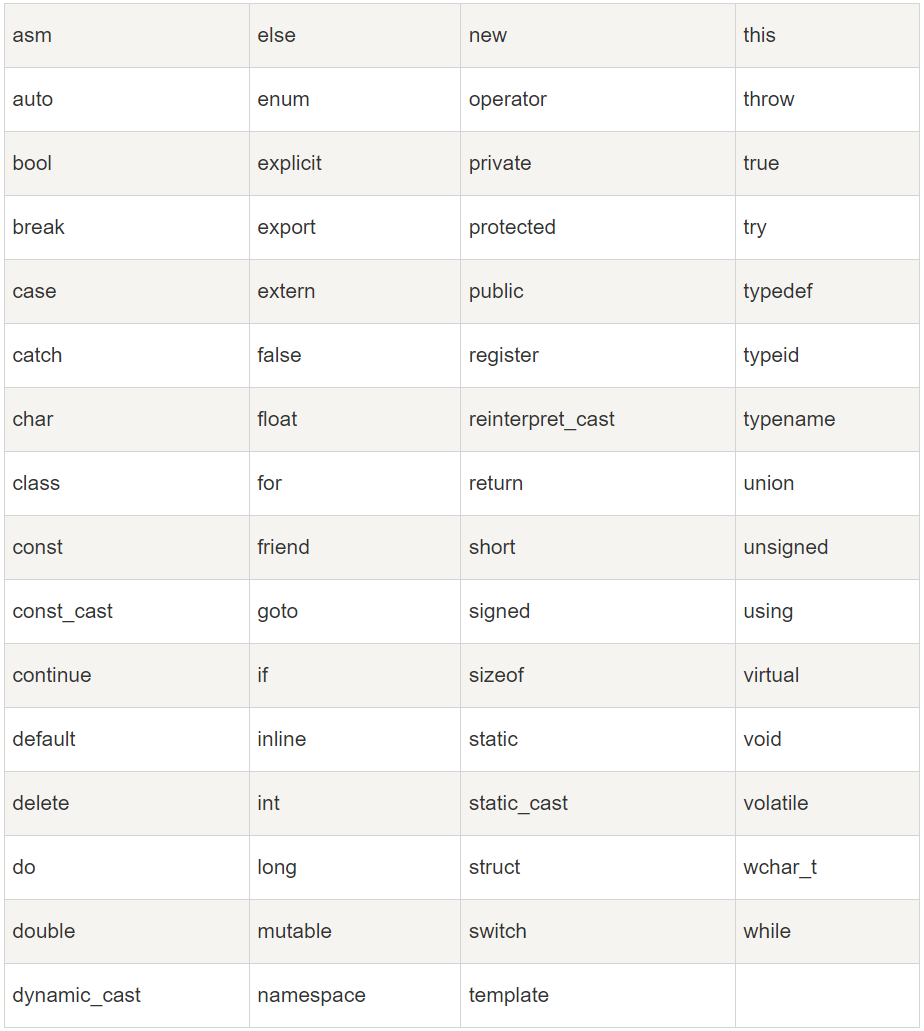 asm else new this
auto enum operator throw
bool explicit private true
break export protected try
case extern public typedef
catch false register typeid
char float reinterpret_cast typename
class for return union
const friend short unsigned
const_cast goto signed using
continue if sizeof virtual
default inline static void
delete int static_cast volatile
do long struct wchar_t
double mutable switch while
dynamic_cast namespace template